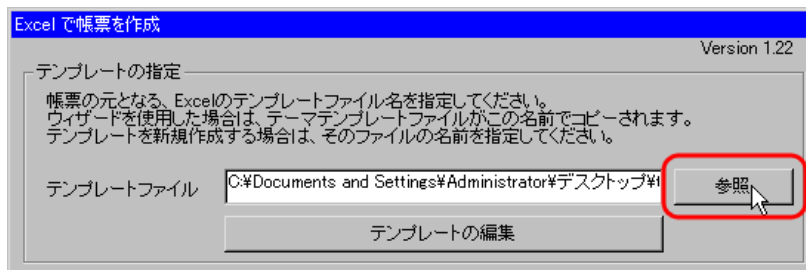 Excel で帳票を作成
Version 1.22
テンプレートの指定
帳票の元となる、Excelのテンプレートファイル名を指定してください。
ウィザードを使用した場合は、テーマテンプレートファイルがこの名前でコピーされます。
テンプレートを新規作成する場合は、そのファイルの名前を指定してください。
テンプレートファイル C:¥Documents and Settings¥Administrator¥デスクトップ¥t 参照
テンプレートの編集